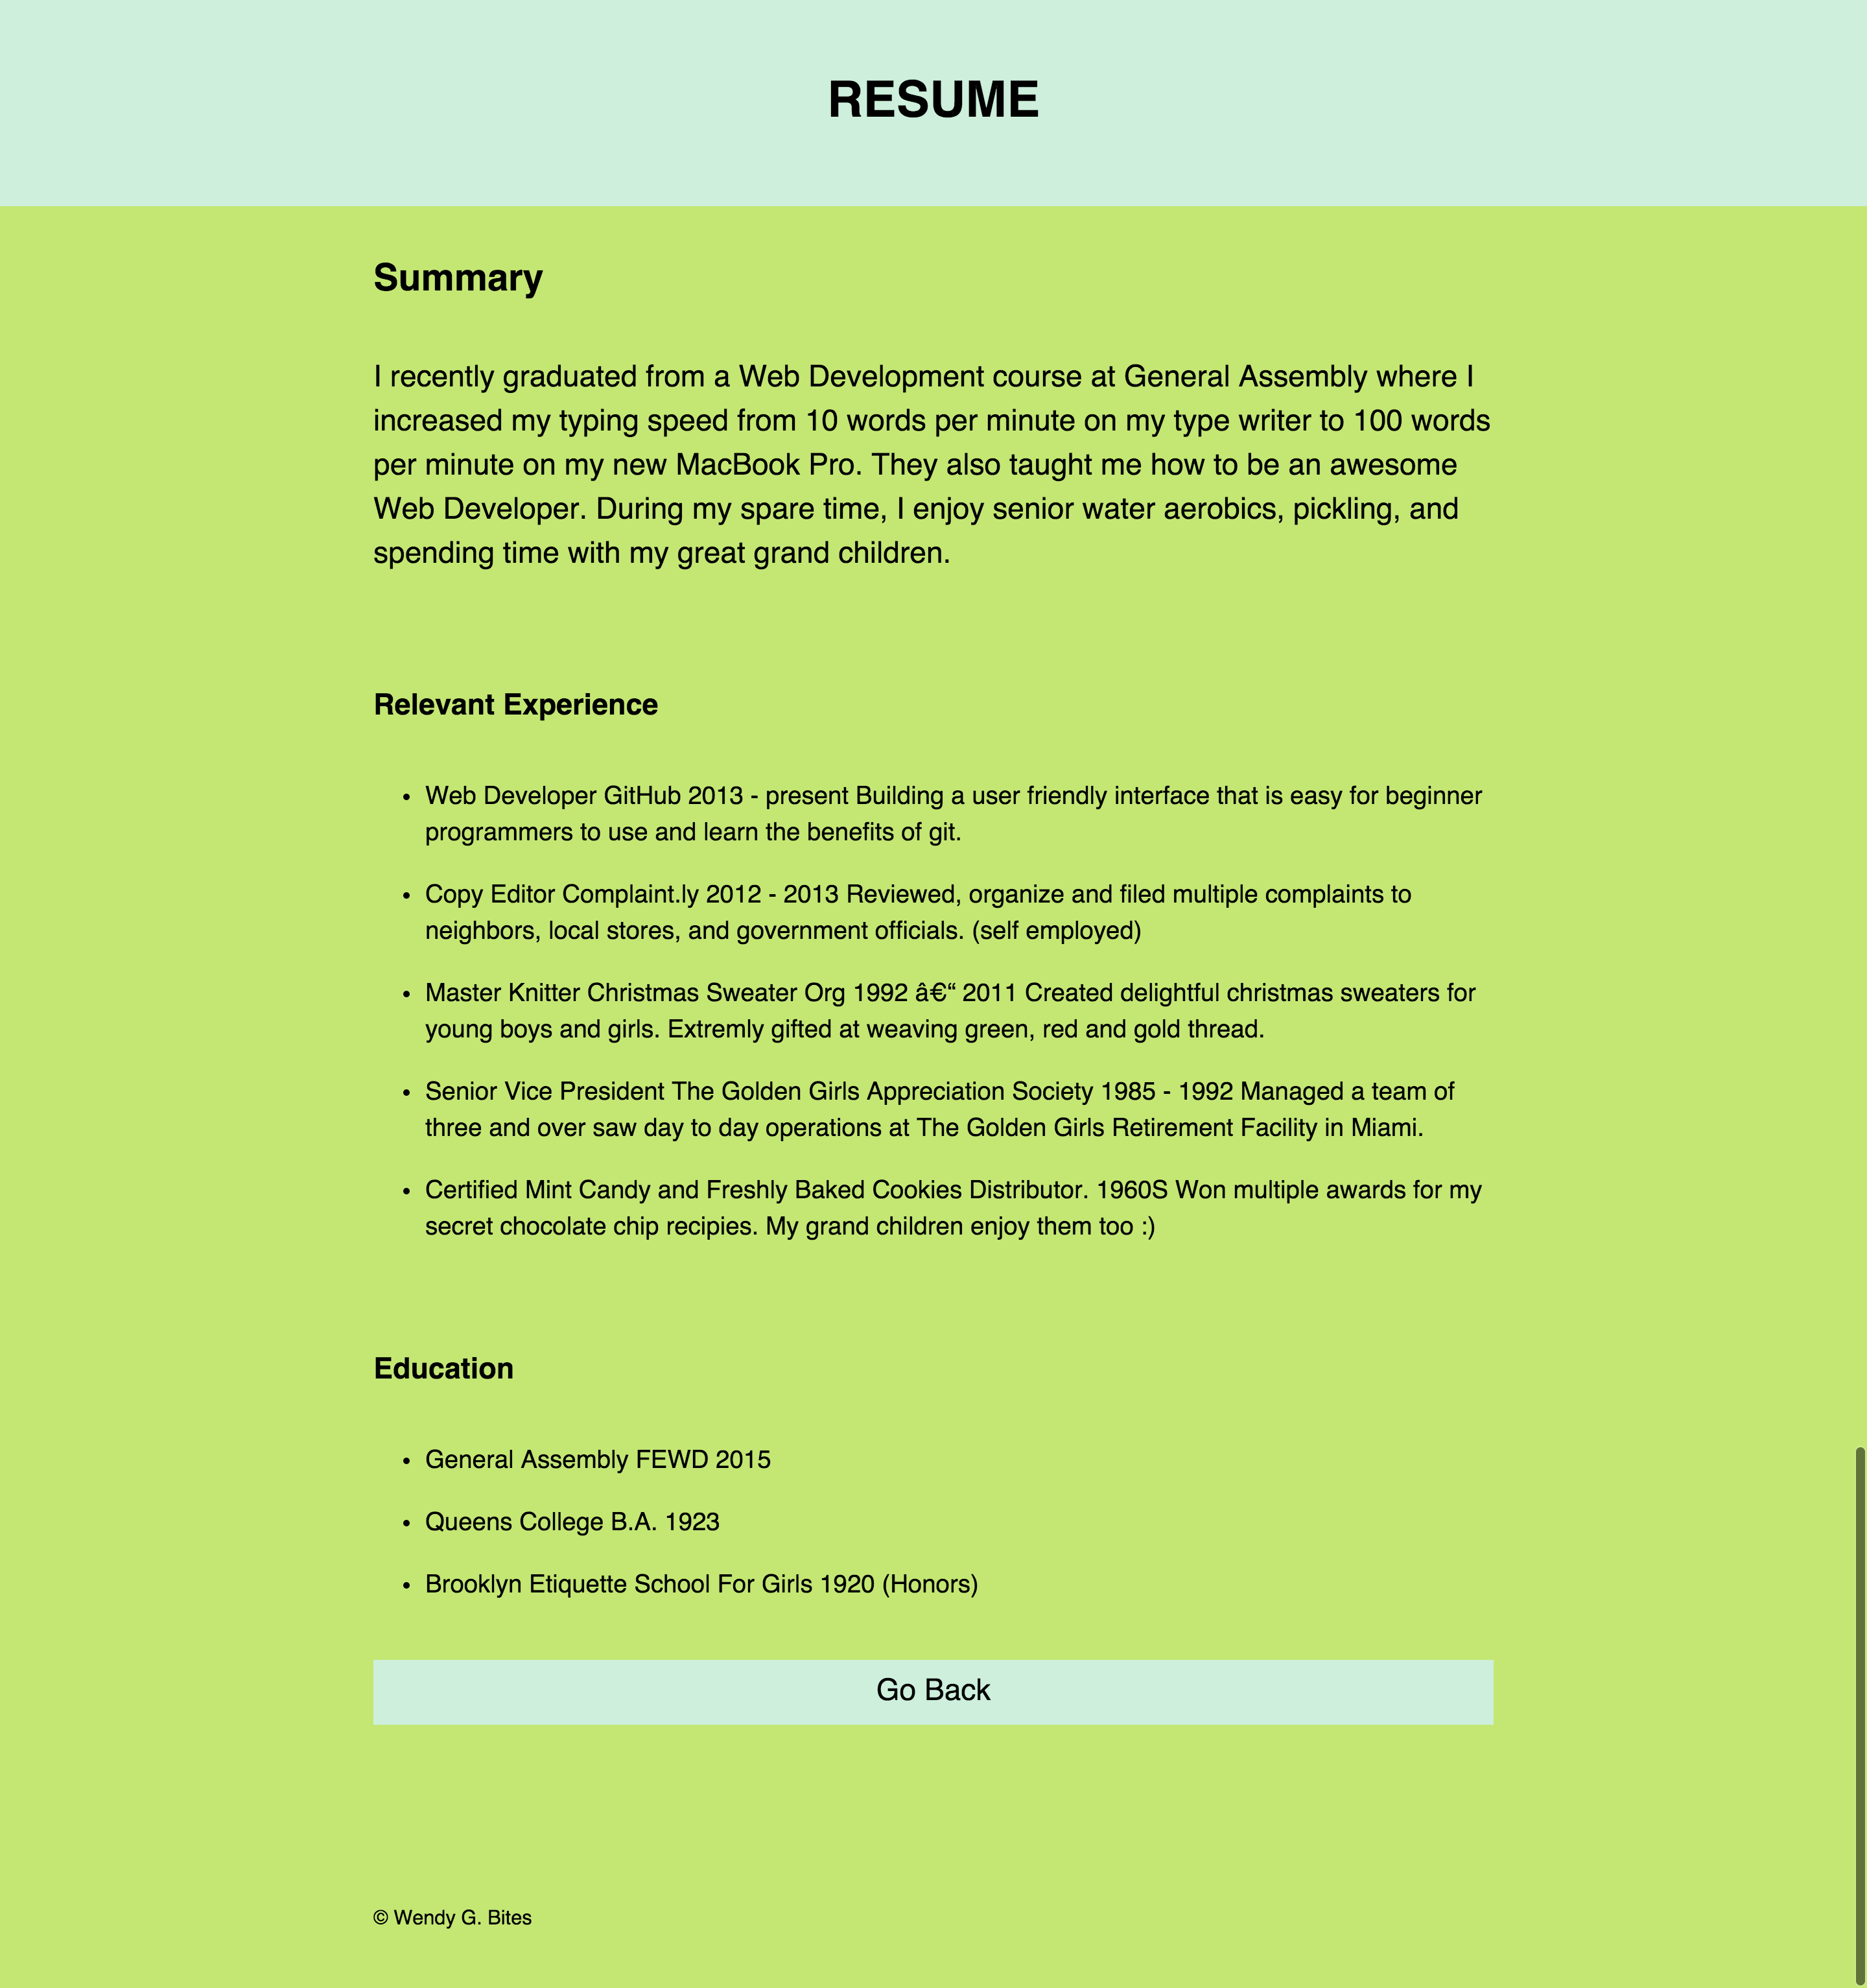 RESUME
Summary
I recently graduated from a Web Development course at General Assembly where I
increased my typing speed from 10 words per minute on my type writer to 100 words
per minute on my new MacBook Pro. They also taught me how to be an awesome
Web Developer. During my spare time, I enjoy senior water aerobics, pickling, and
spending time with my great grand children.
Relevant Experience
• Web Developer GitHub 2013 - present Building a user friendly interface that is easy for beginner
programmers to use and learn the benefits of git.
• Copy Editor Complaint.ly 2012 - 2013 Reviewed, organize and filed multiple complaints to
neighbors, local stores, and government officials. (self employed)
• Master Knitter Christmas Sweater Org 1992 â€“ 2011 Created delightful christmas sweaters for
young boys and girls. Extremly gifted at weaving green, red and gold thread.
• Senior Vice President The Golden Girls Appreciation Society 1985 - 1992 Managed a team of
three and over saw day to day operations at The Golden Girls Retirement Facility in Miami.
• Certified Mint Candy and Freshly Baked Cookies Distributor. 1960S Won multiple awards for my
secret chocolate chip recipies. My grand children enjoy them too :)
Education
• General Assembly FEWD 2015
• Queens College B.A. 1923
• Brooklyn Etiquette School For Girls 1920 (Honors)
Go Back
© Wendy G. Bites